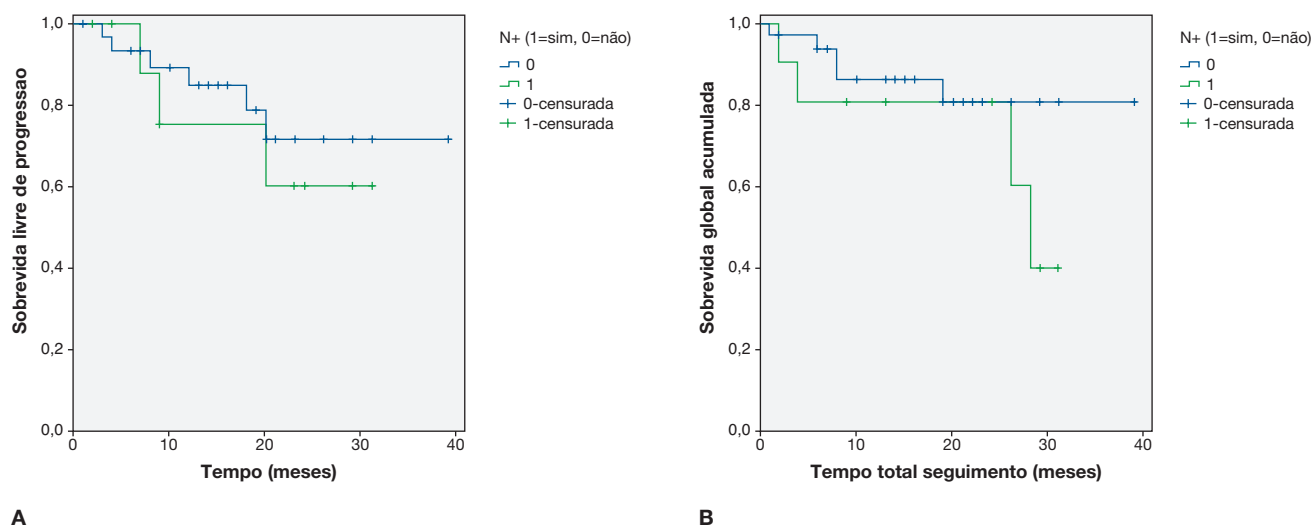 Sobrevida livre de progressao
1,0
0,8
0,6
0,4
0,2
0,0
0 10 20 30 40
Tempo (meses)
N+ (1=sim, 0=não)
0
1
0-censurada
1-censurada
A
Sobrevida global acumulada
1,0
0,8
0,6
0,4
0,2
0,0
0 10 20 30 40
Tempo total seguimento (meses)
N+ (1=sim, 0=não)
0
1
0-censurada
1-censurada
B